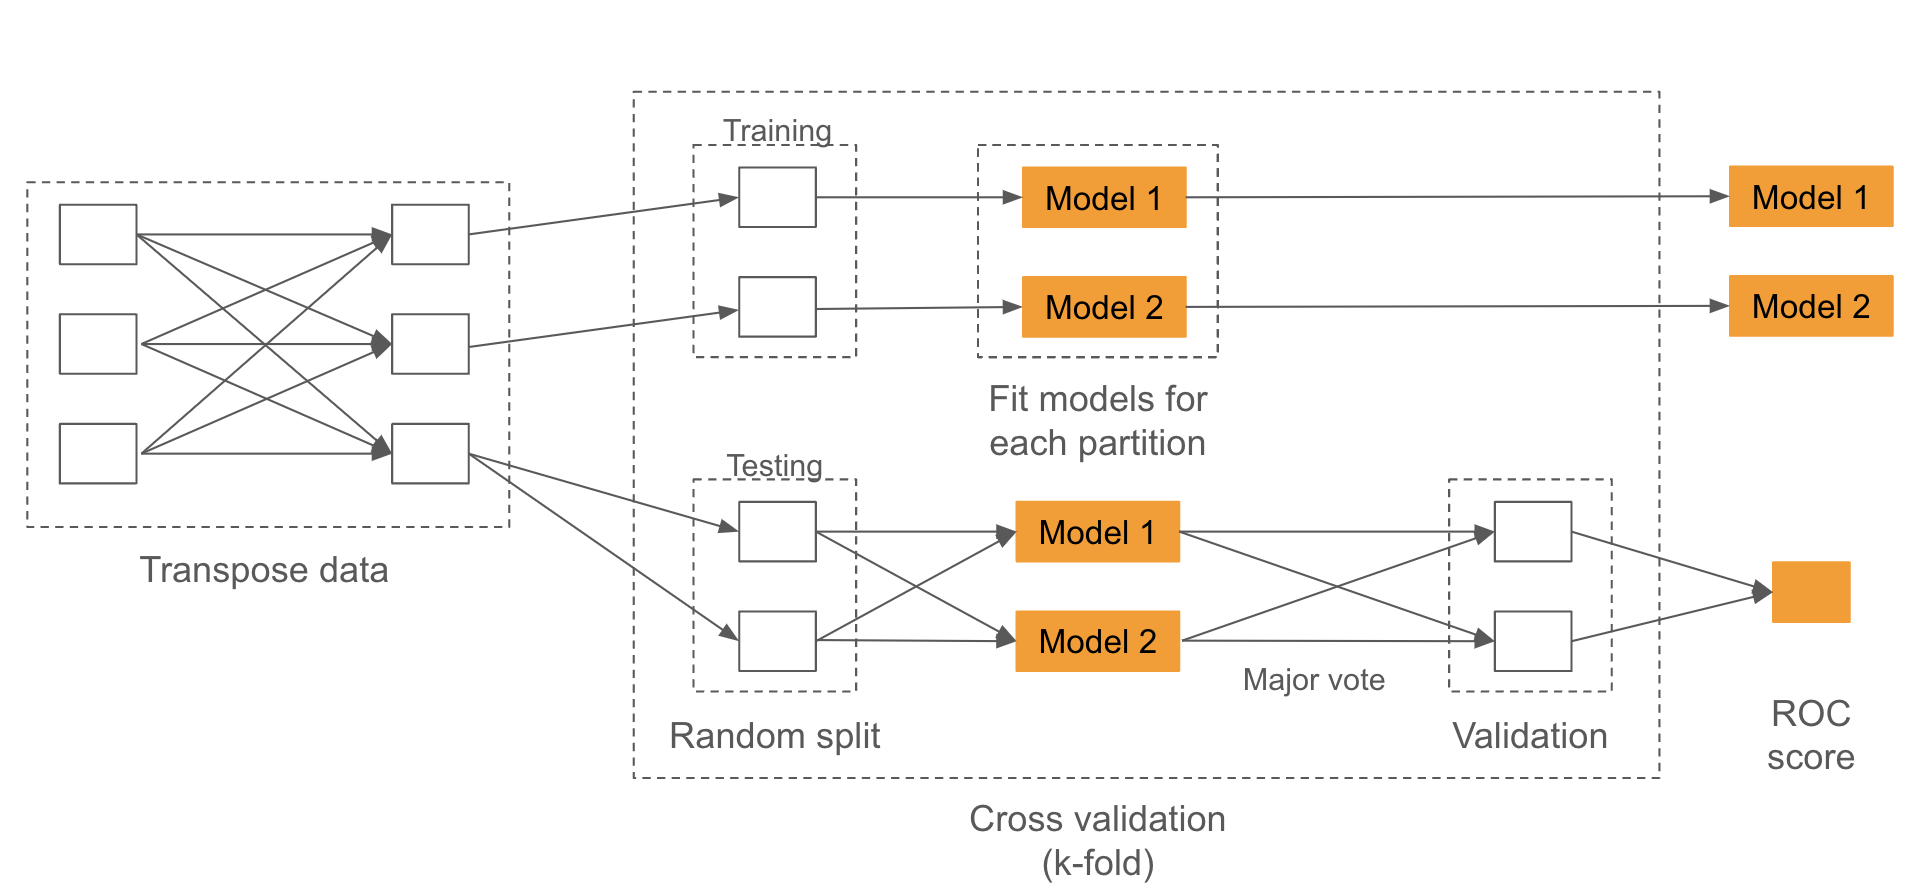 Training
Model 1
Model 1
Model 2
Model 2
Fit models for
each partition
Testing
Model 1
Transpose data
Model 2
Major vote
Random split
Validation
ROC
score
Cross validation
(k-fold)